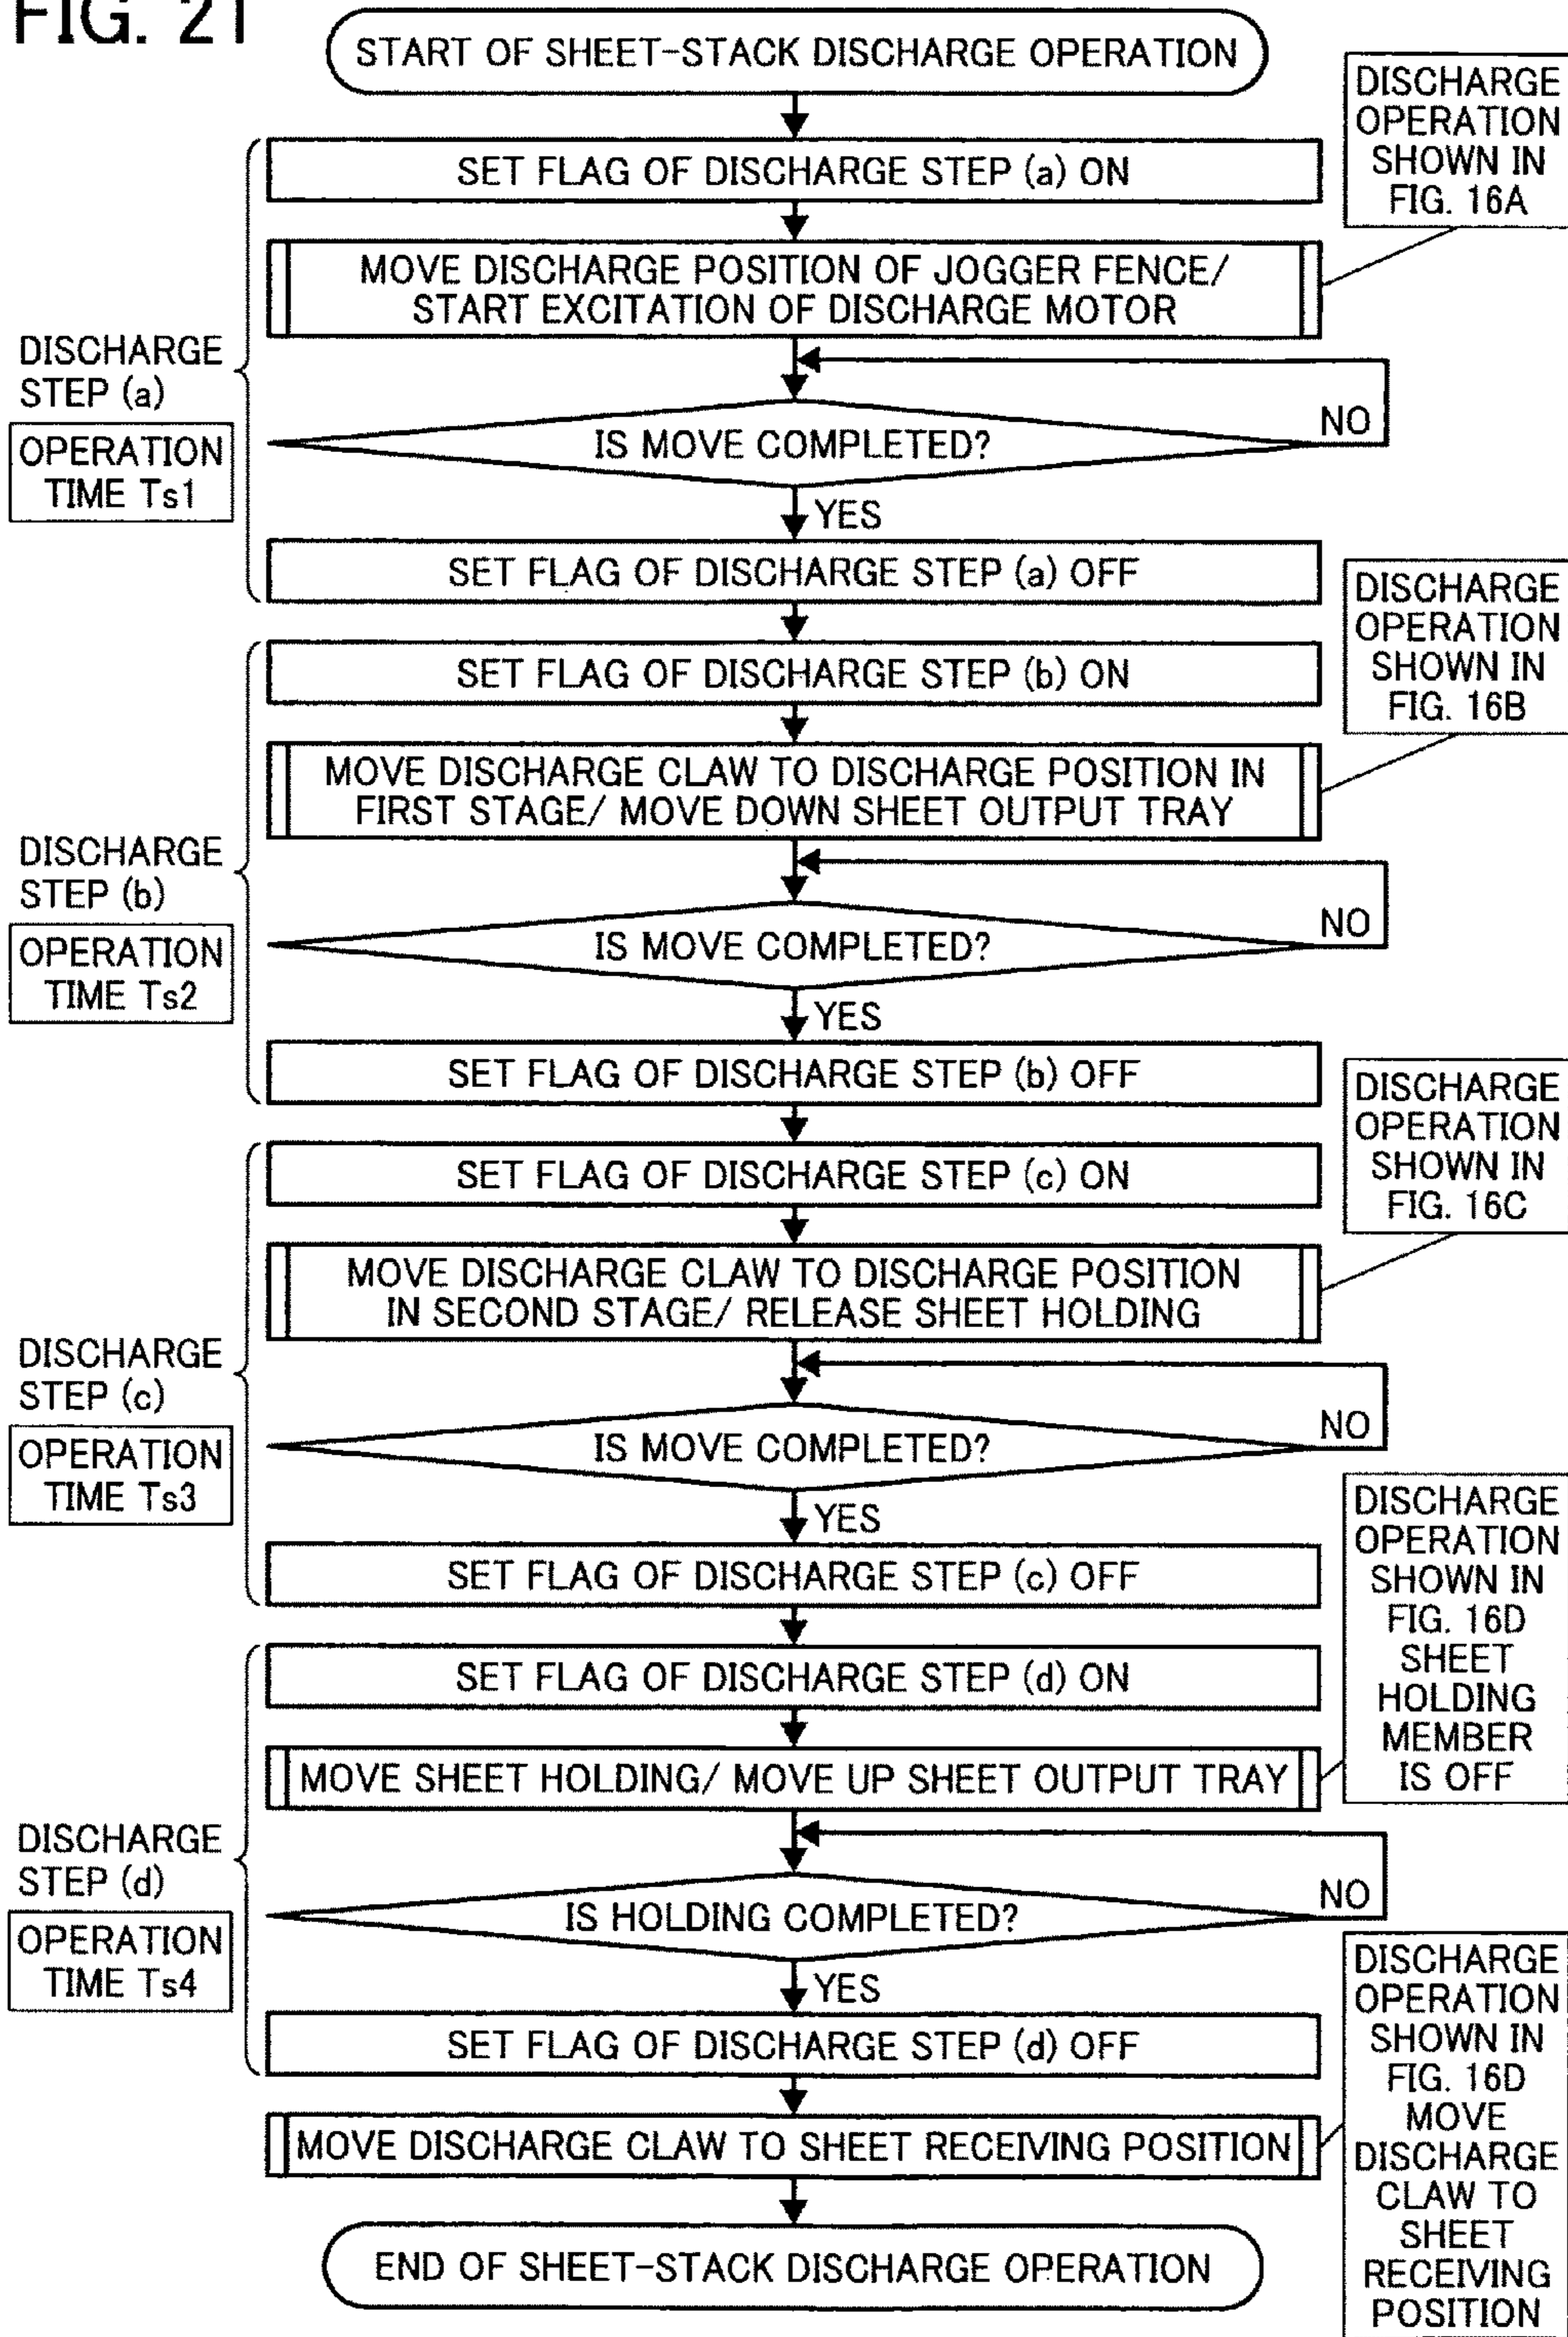 FIG. 21
START OF SHEET-STACK DISCHARGE OPERATION
DISCHARGE
OPERATION
SHOWN IN
FIG. 16A
SET FLAG OF DISCHARGE STEP (a) ON
MOVE DISCHARGE POSITION OF JOGGER FENCE/
START EXCITATION OF DISCHARGE MOTOR
DISCHARGE
STEP (a)
OPERATION
TIME Ts1
NO
IS MOVE COMPLETED?
YES
SET FLAG OF DISCHARGE STEP (a) OFF
DISCHARGE
OPERATION
SHOWN IN
FIG. 16B
SET FLAG OF DISCHARGE STEP (b) ON
MOVE DISCHARGE CLAW TO DISCHARGE POSITION IN
FIRST STAGE/ MOVE DOWN SHEET OUTPUT TRAY
DISCHARGE
STEP (b)
OPERATION
TIME Ts2
NO
IS MOVE COMPLETED?
YES
SET FLAG OF DISCHARGE STEP (b) OFF
DISCHARGE
OPERATION
SHOWN IN
FIG. 16C
SET FLAG OF DISCHARGE STEP (c) ON
MOVE DISCHARGE CLAW TO DISCHARGE POSITION
IN SECOND STAGE/ RELEASE SHEET HOLDING
DISCHARGE
STEP (c)
OPERATION
TIME Ts3
NO
IS MOVE COMPLETED?
YES
SET FLAG OF DISCHARGE STEP (c) OFF
DISCHARGE
OPERATION
SHOWN IN
FIG. 16D
SHEET
HOLDING
MEMBER
IS OFF
SET FLAG OF DISCHARGE STEP (d) ON
MOVE SHEET HOLDING/ MOVE UP SHEET OUTPUT TRAY
DISCHARGE
STEP (d)
OPERATION
TIME Ts4
NO
IS HOLDING COMPLETED?
YES
SET FLAG OF DISCHARGE STEP (d) OFF
DISCHARGE
OPERATION
SHOWN IN
FIG. 16D
MOVE
DISCHARGE
CLAW TO
SHEET
RECEIVING
POSITION
MOVE DISCHARGE CLAW TO SHEET RECEIVING POSITION
END OF SHEET-STACK DISCHARGE OPERATION